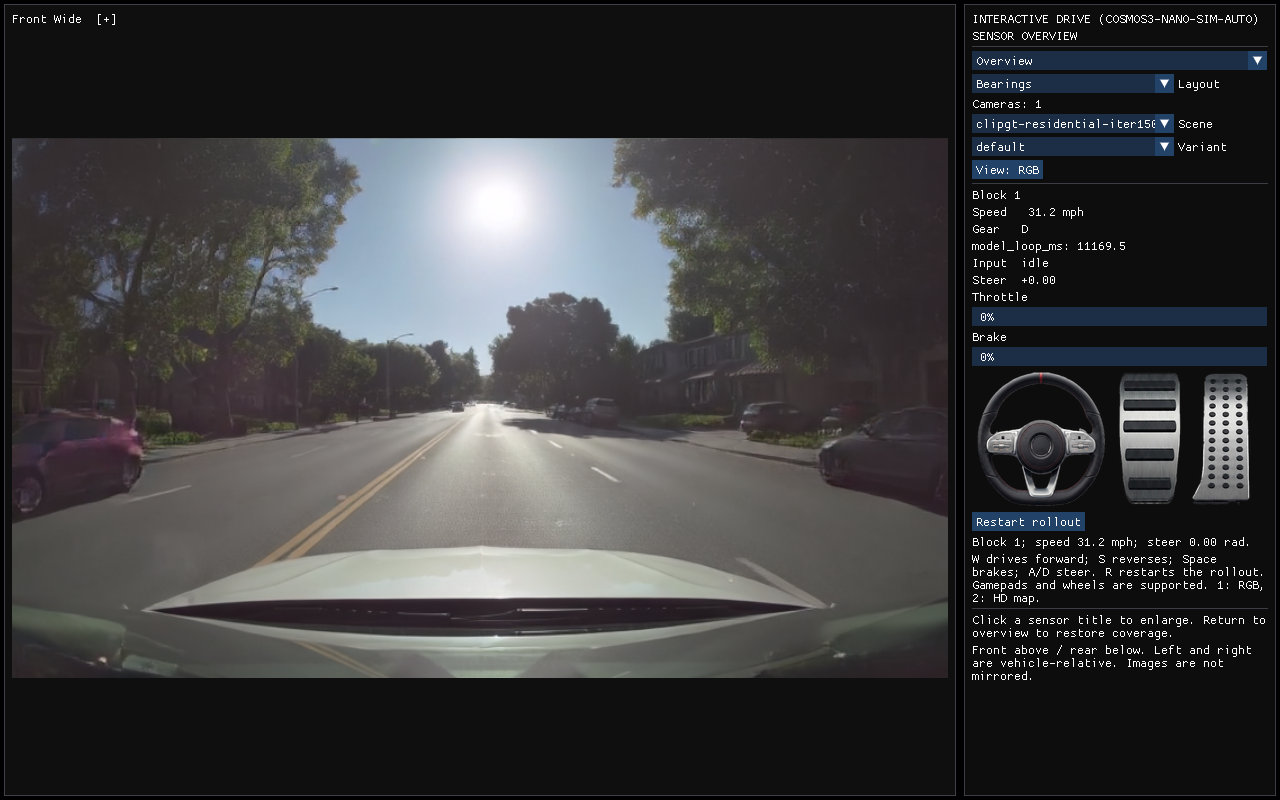 Front Wide [+]
INTERACTIVE DRIVE (COSMOS3-NANO-SIM-AUTO)
SENSOR OVERVIEW
Overview
Bearings
Layout
Cameras: 1
clipgt-residential-iter150
Scene
default
Variant
View: RGB
Block 1
Speed 31.2 mph
Gear D
model_loop_ms: 11169.5
Input idle
Steer +0.00
Throttle
0%
Brake
0%
Restart rollout
Block 1; speed 31.2 mph; steer 0.00 rad.
W drives forward; S reverses; Space
brakes; A/D steer. R restarts the rollout.
Gamepads and wheels are supported. 1: RGB,
2: HD map.
Click a sensor title to enlarge. Return to
overview to restore coverage.
Front above / rear below. Left and right
are vehicle-relative. Images are not
mirrored.